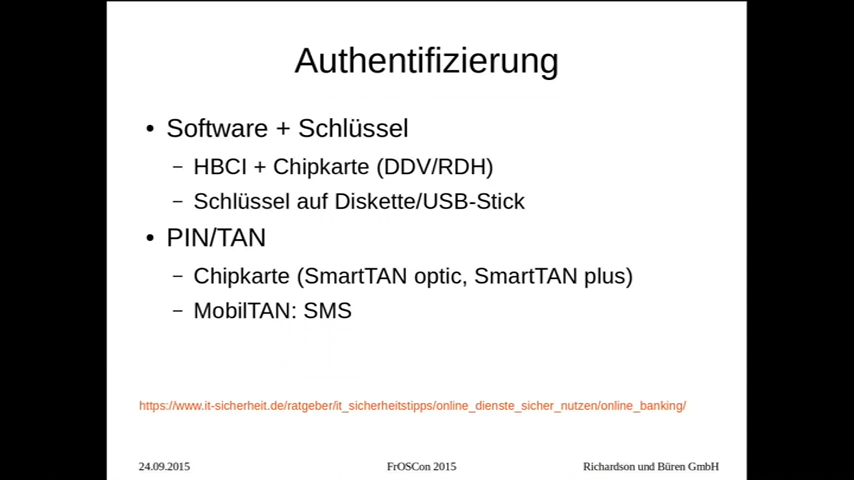 Authentifizierung
• Software + Schlüssel
– HBCI + Chipkarte (DDV/RDH)
– Schlüssel auf Diskette/USB-Stick
• PIN/TAN
– Chipkarte (SmartTAN optic, SmartTAN plus)
– MobilTAN: SMS
https://www.it-sicherheit.de/ratgeber/it_sicherheitstipps/online_dienste_sicher_nutzen/online_banking/
24.09.2015 FrOSCon 2015 Richardson und Büren GmbH